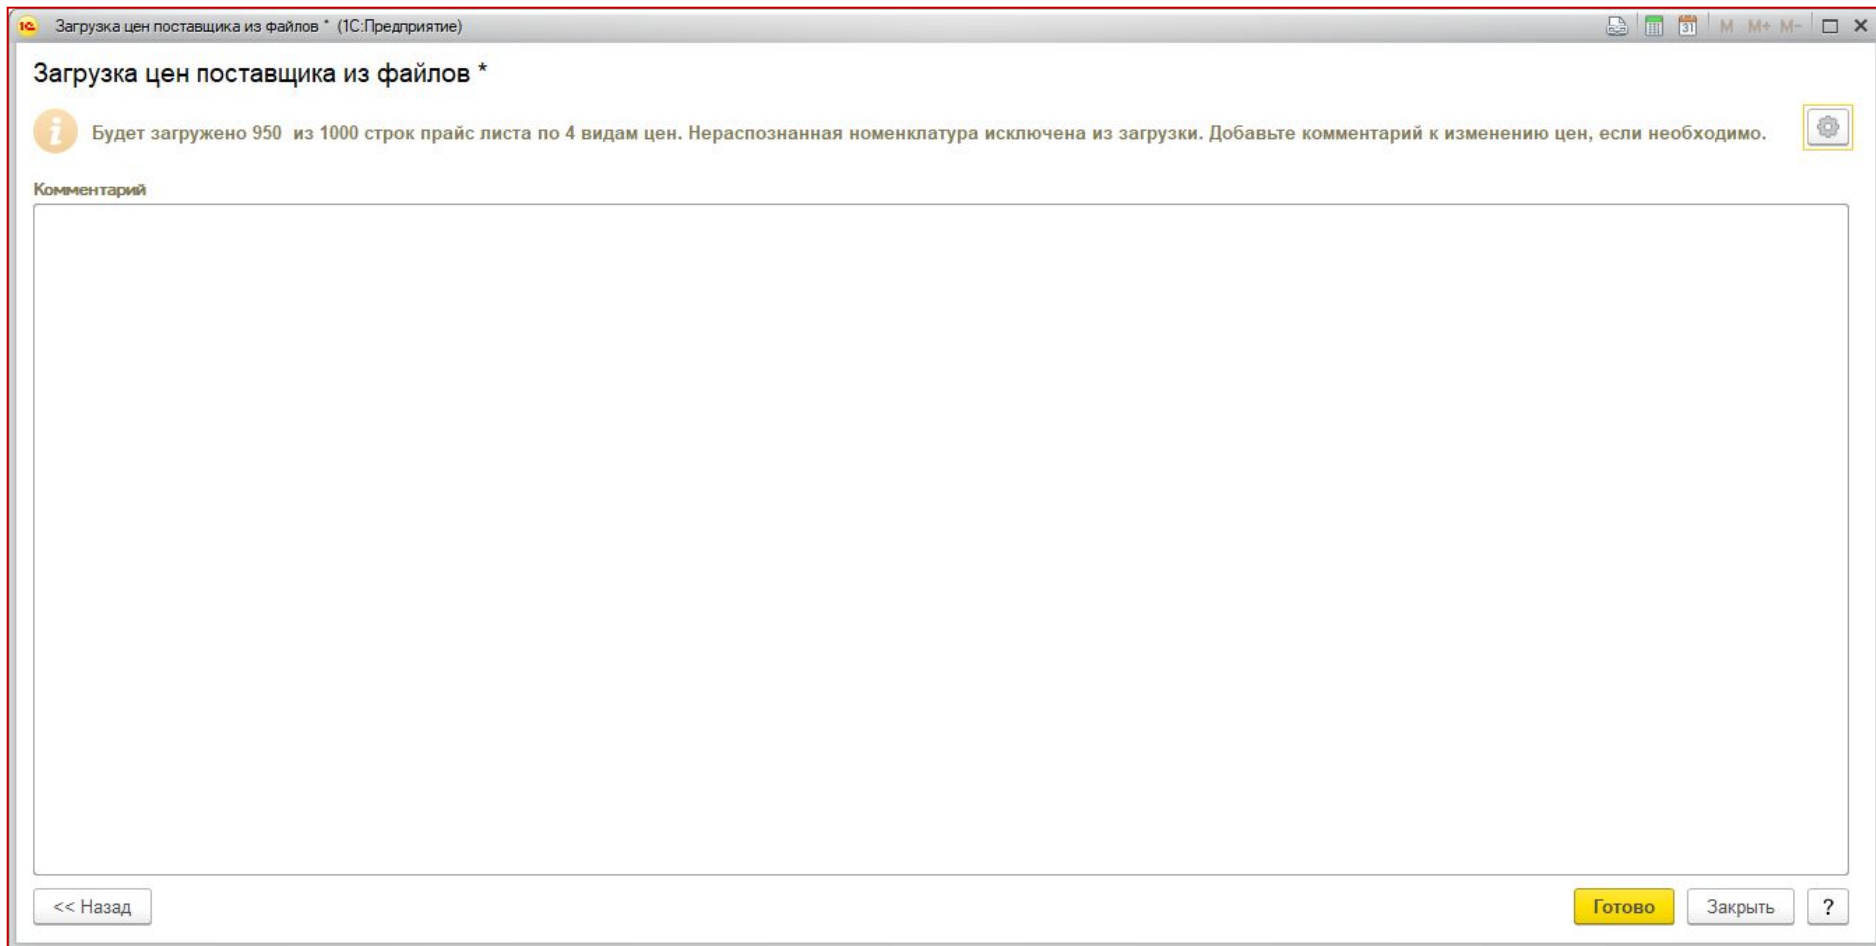 1С Загрузка цен поставщика из файлов * (1С:Предприятие) 31 M M+ M-
Загрузка цен поставщика из файлов *
i Будет загружено 950 из 1000 строк прайс листа по 4 видам цен. Нераспознанная номенклатура исключена из загрузки. Добавьте комментарий к изменению цен, если необходимо.
Комментарий
<< Назад Готово Закрыть ?